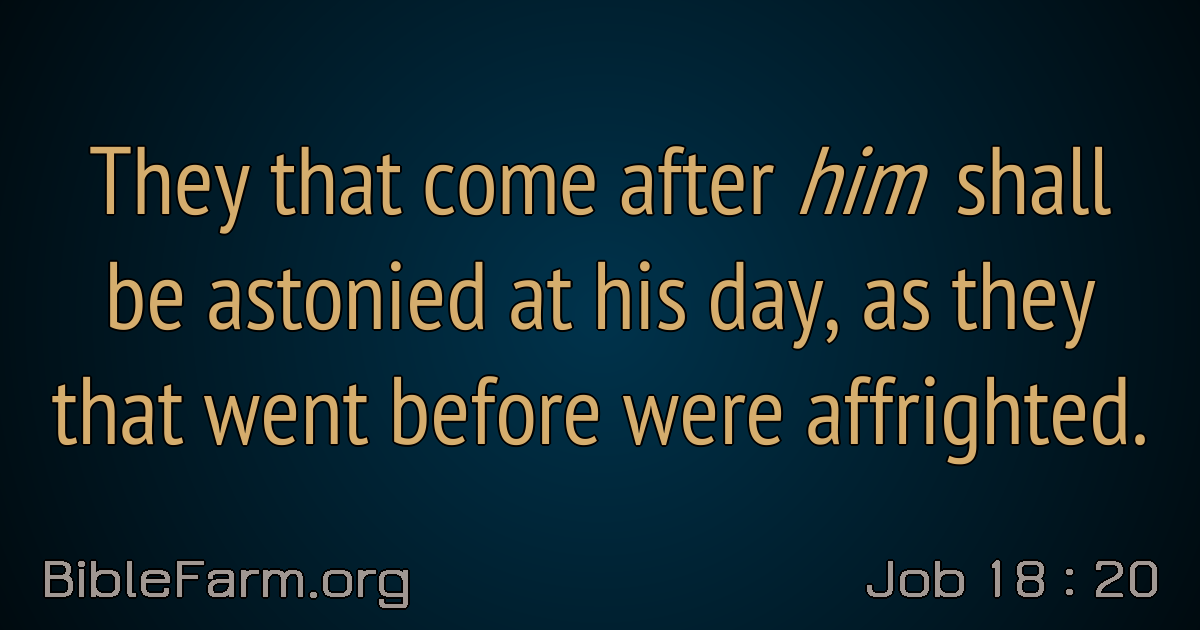 They that come after him shall
be astonied at his day, as they
that went before were affrighted.
BibleFarm.org
Job 18 : 20